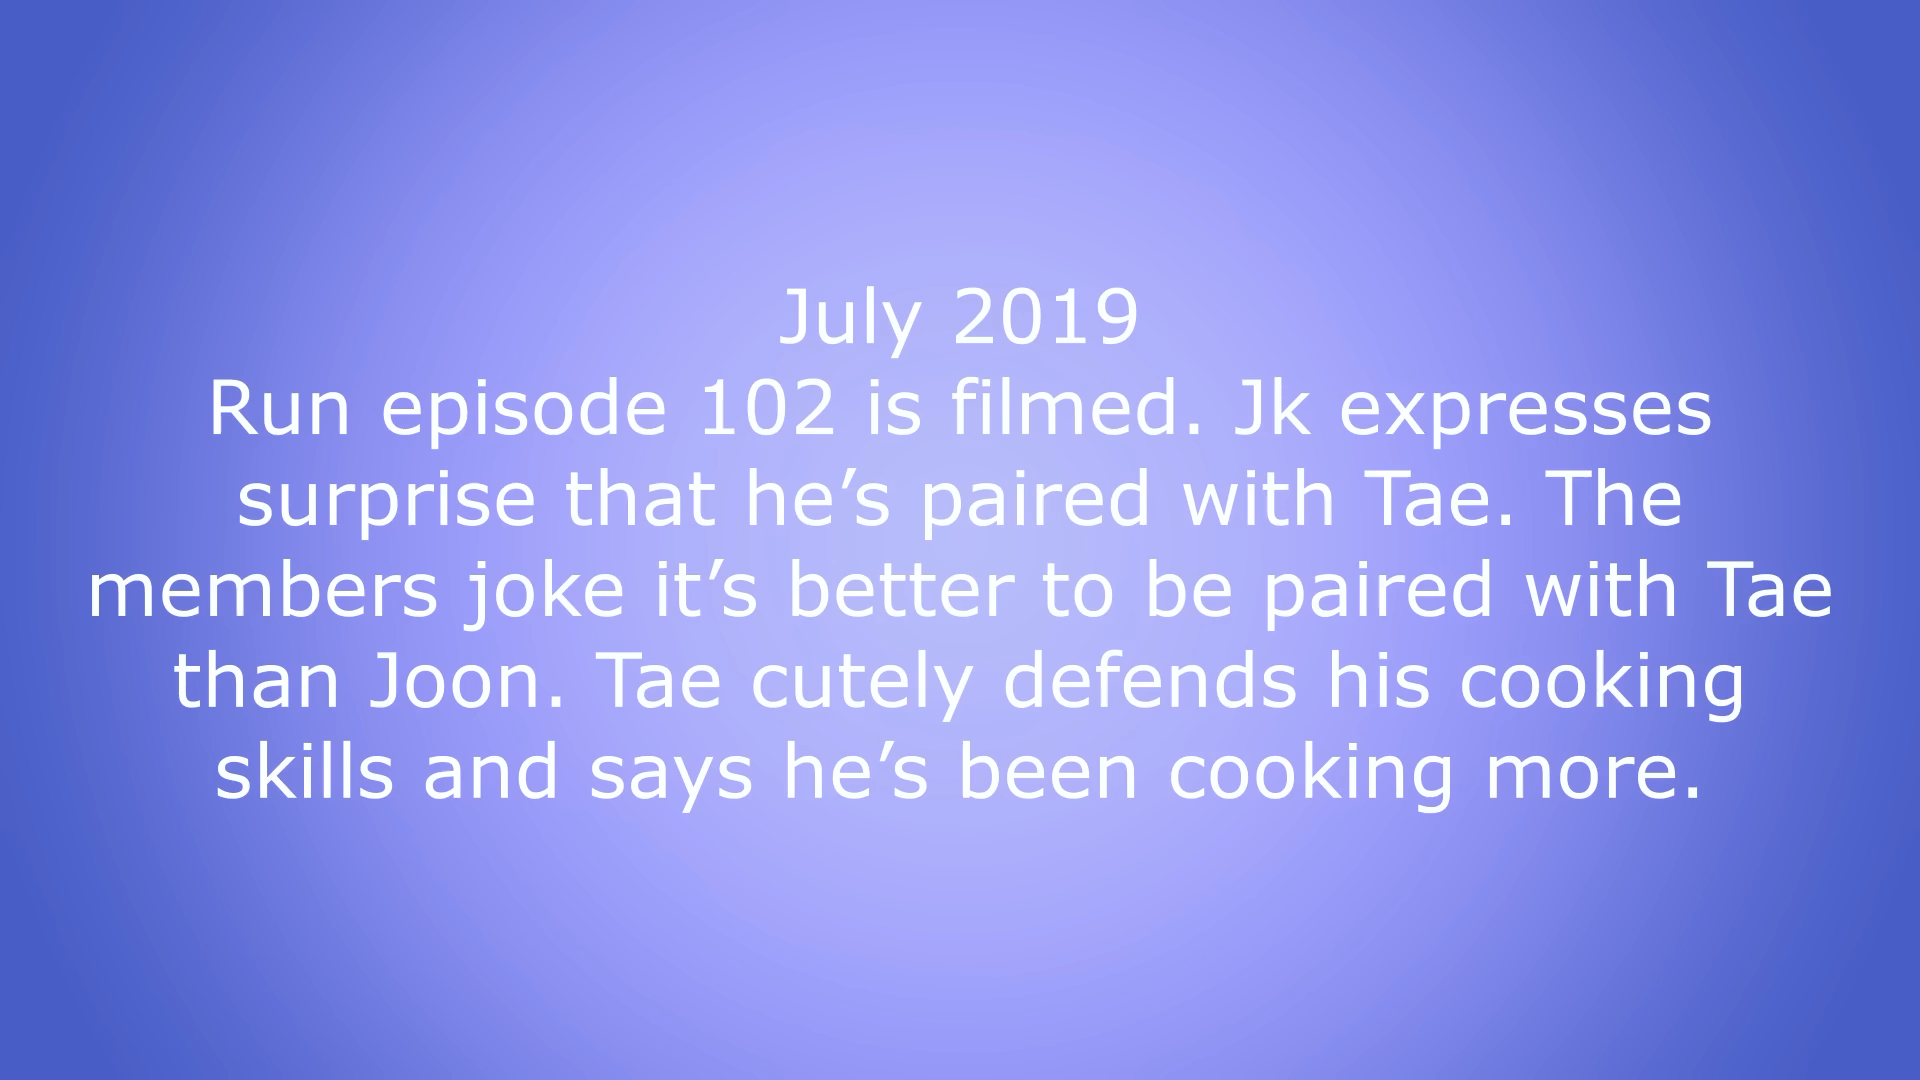 July 2019
Run episode 102 is filmed. Jk expresses
surprise that he’s paired with Tae. The
members joke it’s better to be paired with Tae
than Joon. Tae cutely defends his cooking
skills and says he’s been cooking more.